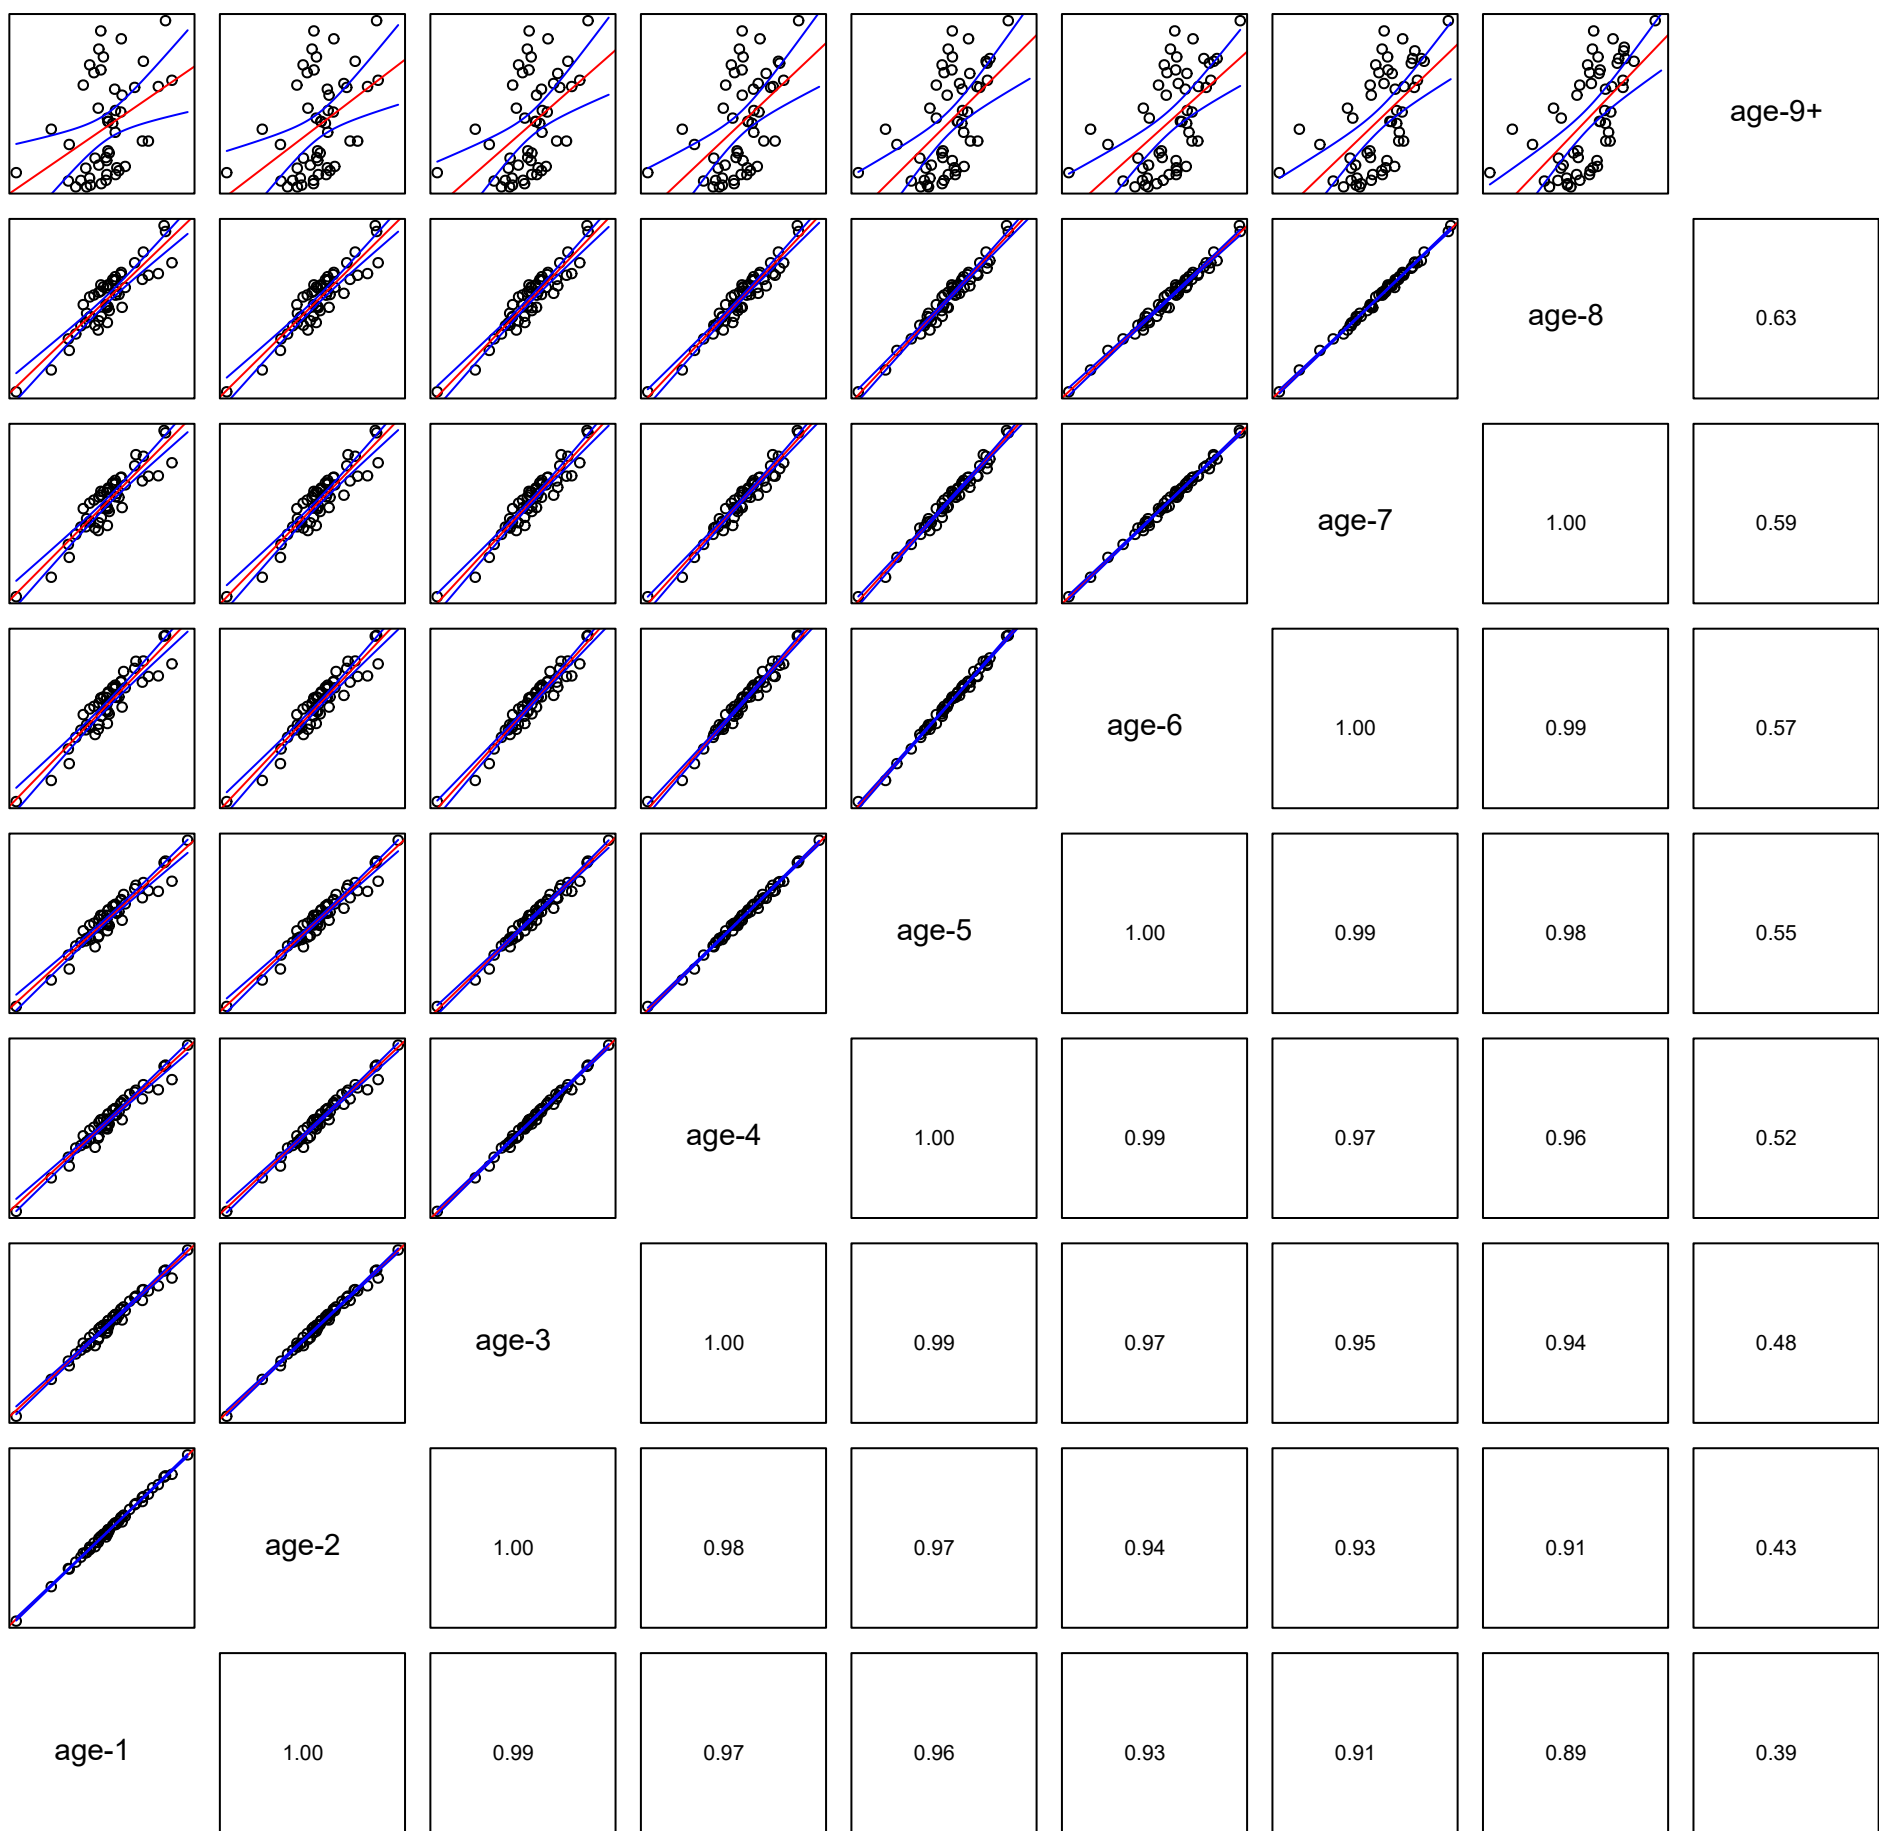 age-9+
age-8 0.63
age-7 1.00 0.59
age-6 1.00 0.99 0.57
age-5 1.00 0.99 0.98 0.55
age-4 1.00 0.99 0.97 0.96 0.52
age-3 1.00 0.99 0.97 0.95 0.94 0.48
age-2 1.00 0.98 0.97 0.94 0.93 0.91 0.43
age-1 1.00 0.99 0.97 0.96 0.93 0.91 0.89 0.39